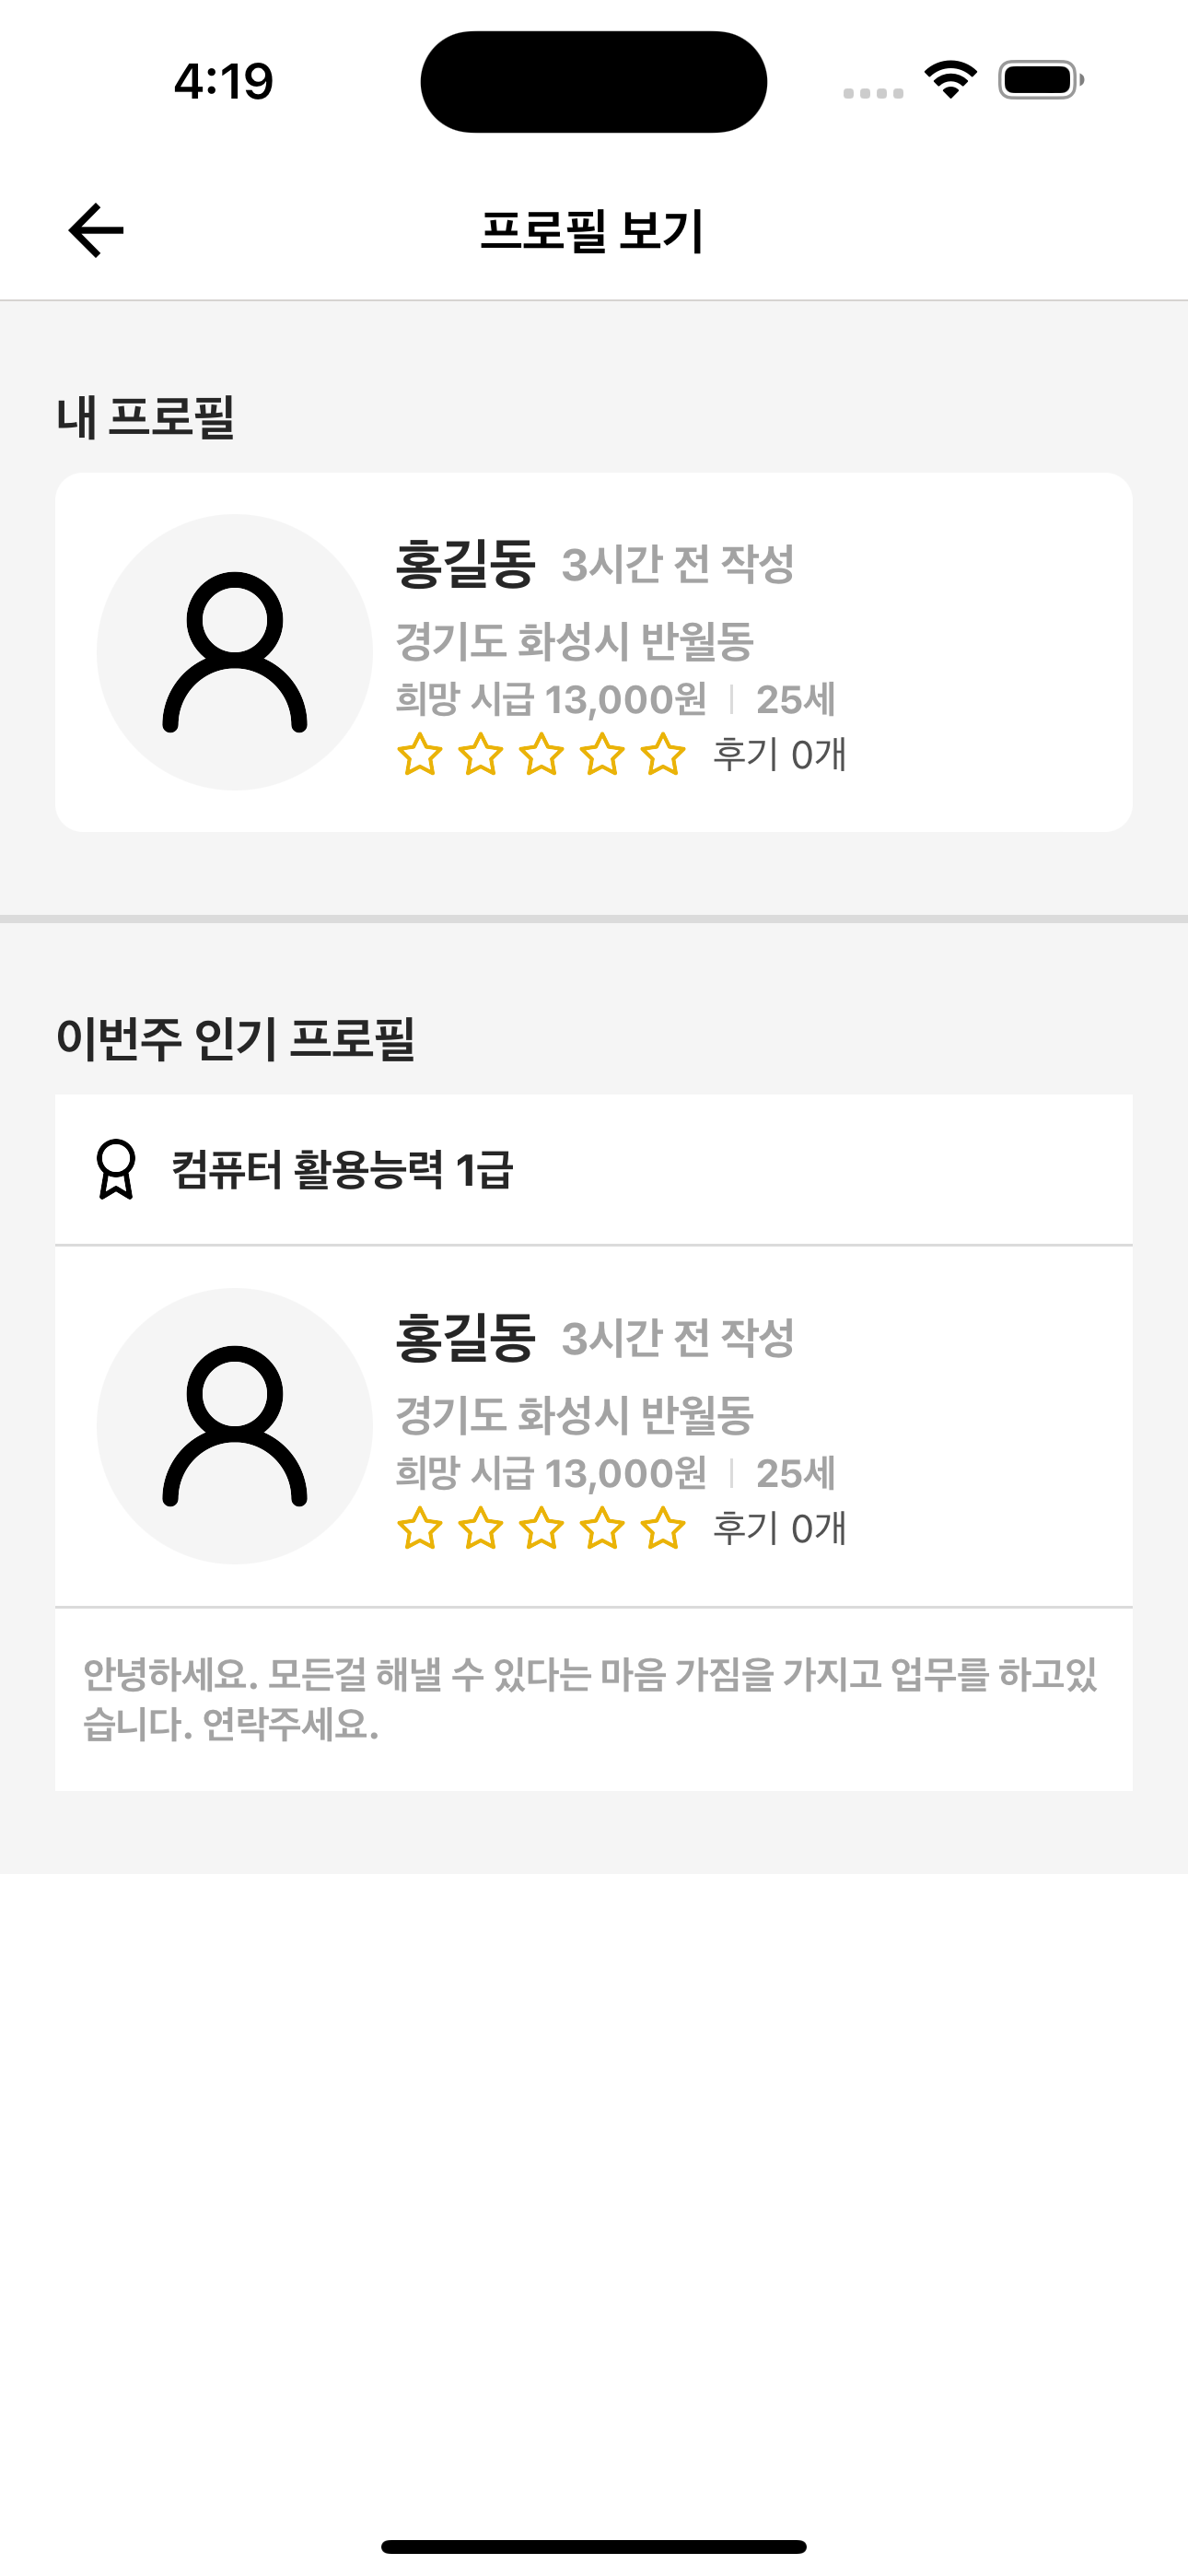 4:19
프로필 보기
내 프로필
홍길동 3시간 전 작성
경기도 화성시 반월동
희망 시급 13,000원 | 25세
후기 0개
이번주 인기 프로필
컴퓨터 활용능력 1급
홍길동 3시간 전 작성
경기도 화성시 반월동
희망 시급 13,000원 | 25세
후기 0개
안녕하세요. 모든걸 해낼 수 있다는 마음 가짐을 가지고 업무를 하고있
습니다. 연락주세요.